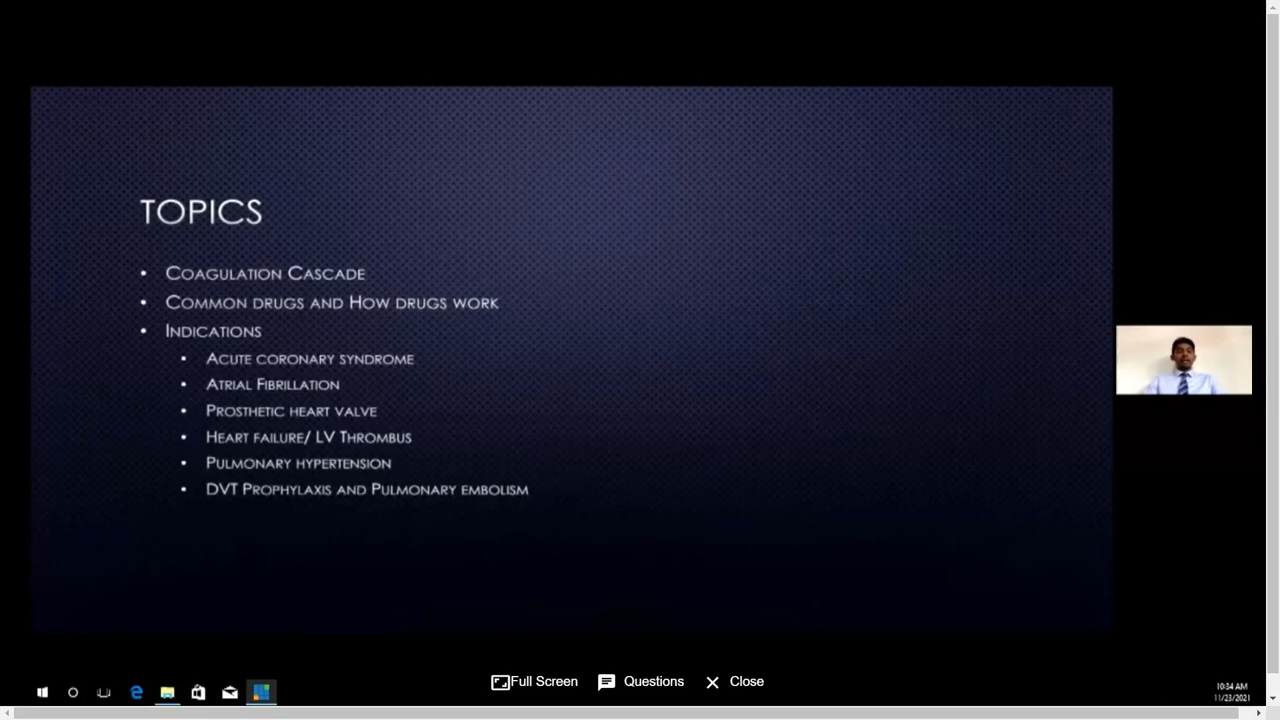 TOPICS
• COAGULATION CASCADE
• COMMON DRUGS AND HOW DRUGS WORK
• INDICATIONS
• ACUTE CORONARY SYNDROME
• ATRIAL FIBRILLATION
• PROSTHETIC HEART VALVE
• HEART FAILURE/ LV THROMBUS
• PULMONARY HYPERTENSION
• DVT PROPHYLAXIS AND PULMONARY EMBOLISM
Full Screen Questions Close
10:34 AM
11/23/2021